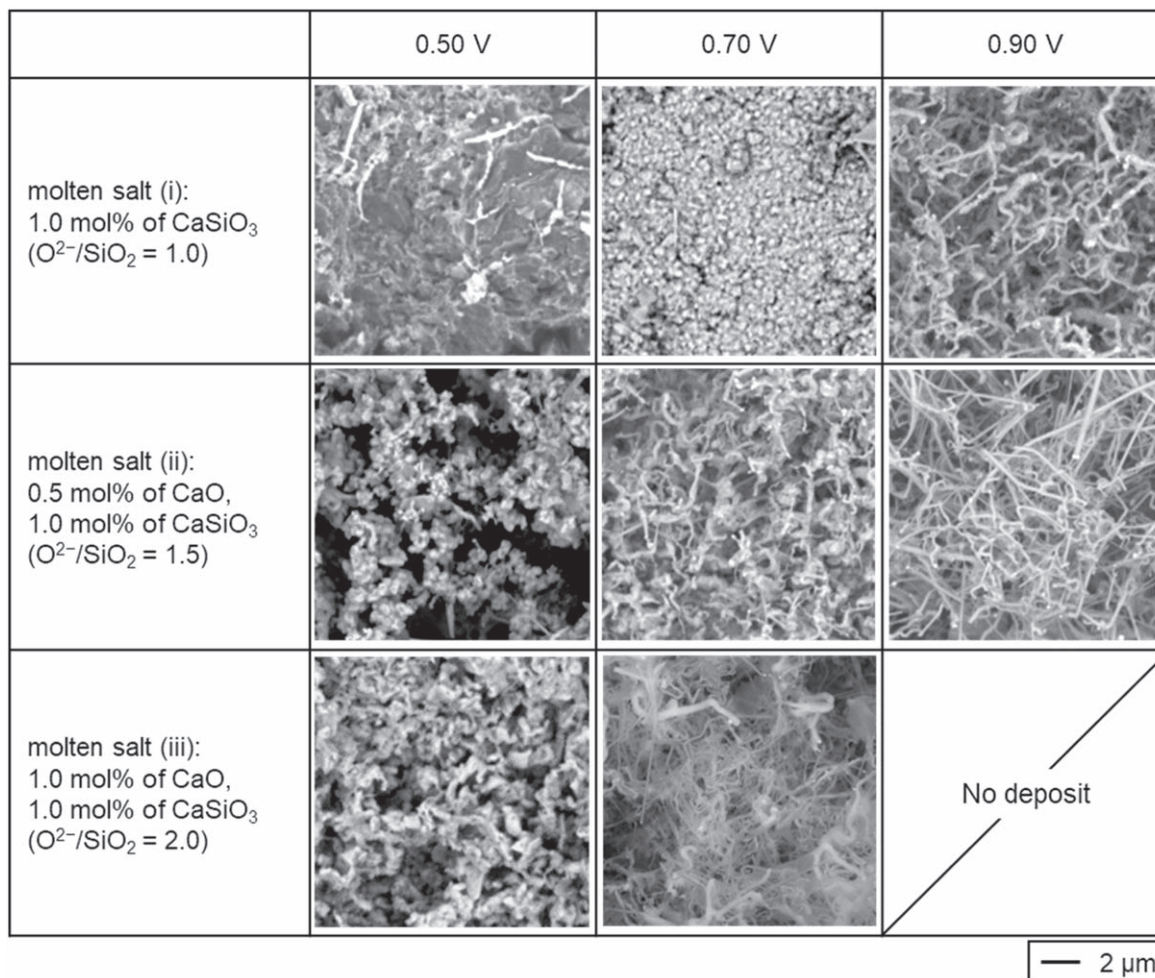 0.50 V
0.70 V
0.90 V
molten salt (i):
1.0 mol% of CaSiO₃
(O²⁻/SiO₂ = 1.0)
molten salt (ii):
0.5 mol% of CaO,
1.0 mol% of CaSiO₃
(O²⁻/SiO₂ = 1.5)
molten salt (iii):
1.0 mol% of CaO,
1.0 mol% of CaSiO₃
(O²⁻/SiO₂ = 2.0)
No deposit
2 μm